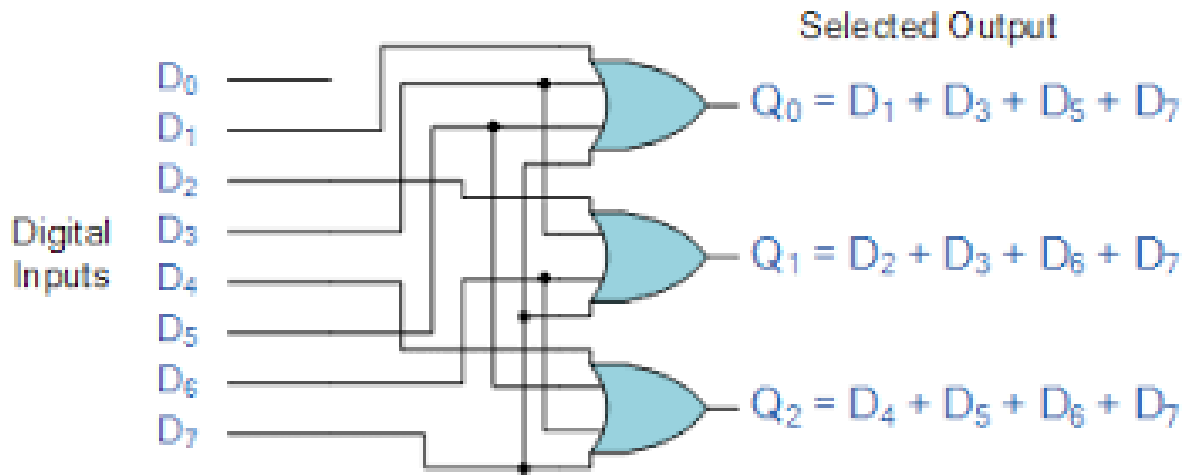 Selected Output
D₀
D₁
D₂
D₃
D₄
D₅
D₆
D₇
Digital
Inputs
Q₀ = D₁ + D₃ + D₅ + D₇
Q₁ = D₂ + D₃ + D₆ + D₇
Q₂ = D₄ + D₅ + D₆ + D₇